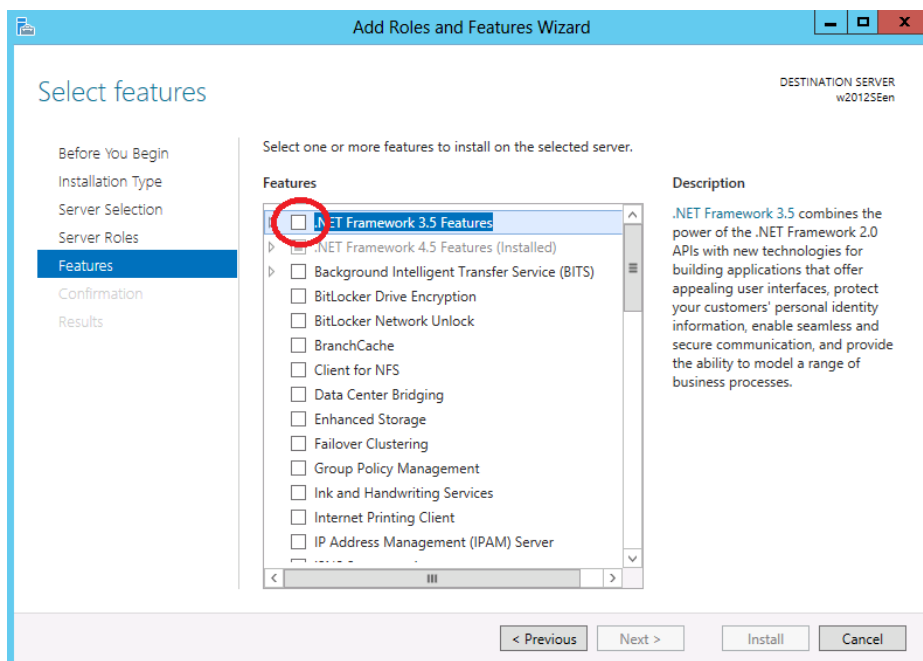 Add Roles and Features Wizard
Select features
DESTINATION SERVER
w2012SEen
Before You Begin
Installation Type
Server Selection
Server Roles
Features
Confirmation
Results
Select one or more features to install on the selected server.
Features
.NET Framework 3.5 Features
.NET Framework 4.5 Features (Installed)
Background Intelligent Transfer Service (BITS)
BitLocker Drive Encryption
BitLocker Network Unlock
BranchCache
Client for NFS
Data Center Bridging
Enhanced Storage
Failover Clustering
Group Policy Management
Ink and Handwriting Services
Internet Printing Client
IP Address Management (IPAM) Server
Description
.NET Framework 3.5 combines the
power of the .NET Framework 2.0
APIs with new technologies for
building applications that offer
appealing user interfaces, protect
your customers' personal identity
information, enable seamless and
secure communication, and provide
the ability to model a range of
business processes.
< Previous
Next >
Install
Cancel